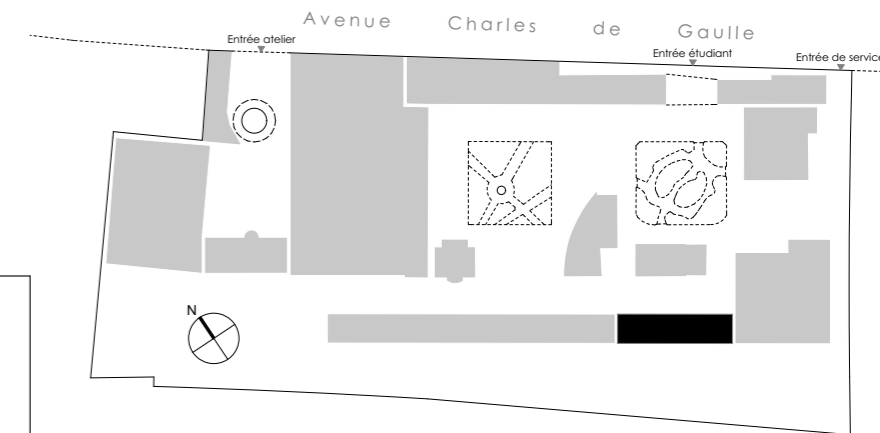 Avenue Charles de Gaulle
Entrée atelier
Entrée étudiant
Entrée de service
N